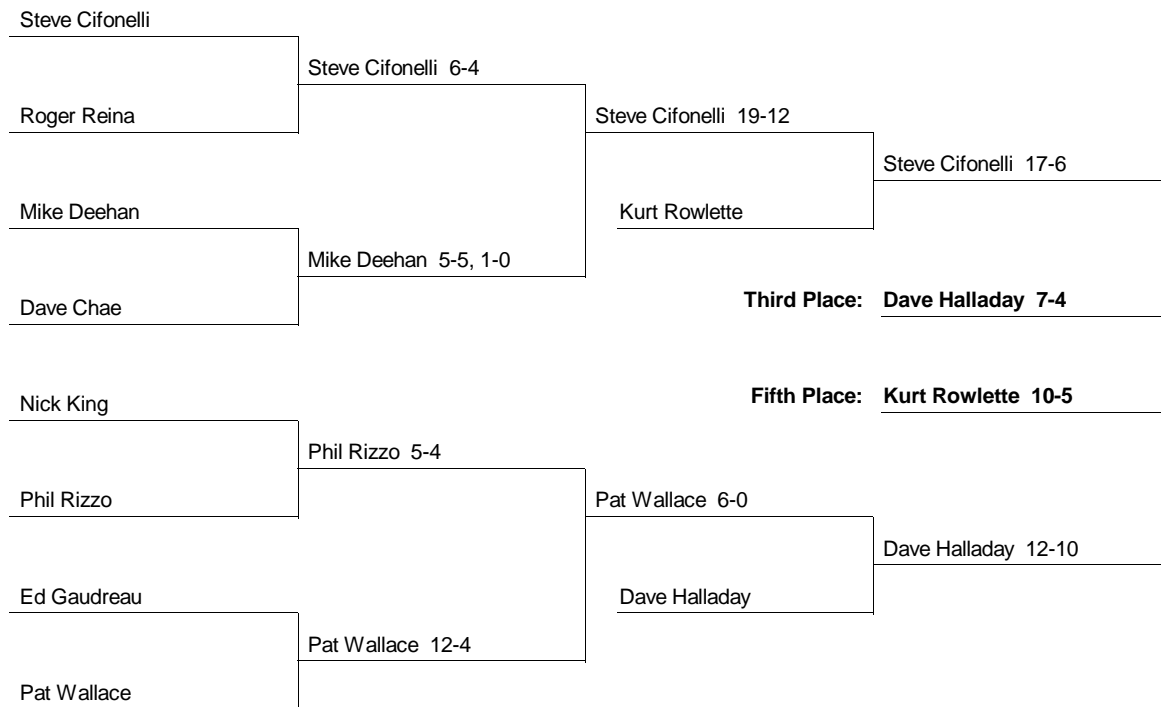 Steve Cifonelli
Steve Cifonelli 6-4
Roger Reina
Steve Cifonelli 19-12
Steve Cifonelli 17-6
Mike Deehan
Kurt Rowlette
Mike Deehan 5-5, 1-0
Dave Chae
Third Place: Dave Halladay 7-4
Nick King
Fifth Place: Kurt Rowlette 10-5
Phil Rizzo 5-4
Phil Rizzo
Pat Wallace 6-0
Dave Halladay 12-10
Ed Gaudreau
Dave Halladay
Pat Wallace 12-4
Pat Wallace